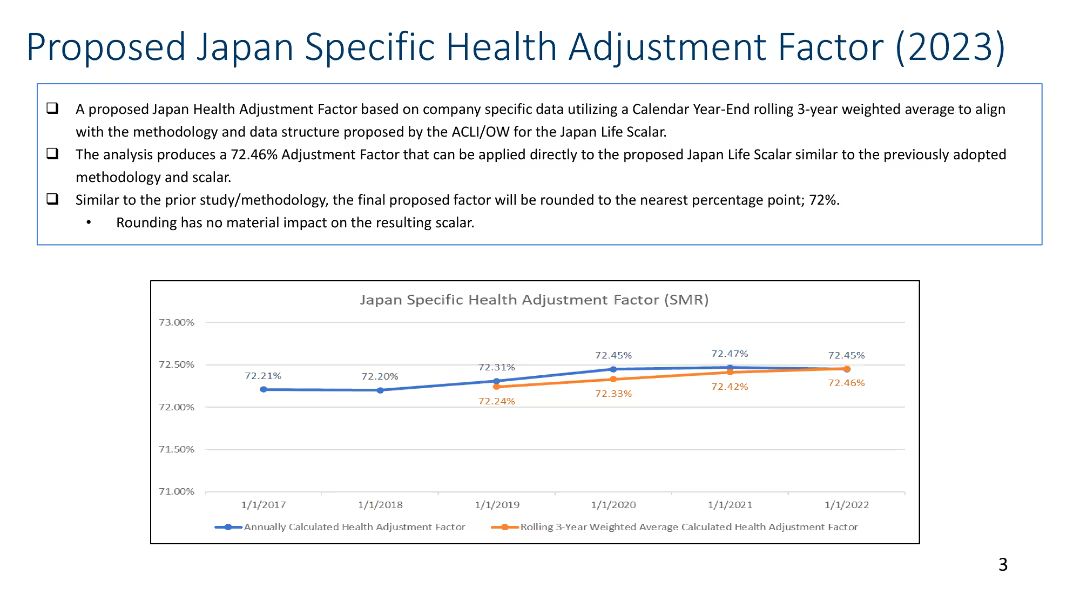 Proposed Japan Specific Health Adjustment Factor (2023)
❑ A proposed Japan Health Adjustment Factor based on company specific data utilizing a Calendar Year-End rolling 3-year weighted average to align
with the methodology and data structure proposed by the ACLI/OW for the Japan Life Scalar.
❑ The analysis produces a 72.46% Adjustment Factor that can be applied directly to the proposed Japan Life Scalar similar to the previously adopted
methodology and scalar.
❑ Similar to the prior study/methodology, the final proposed factor will be rounded to the nearest percentage point; 72%.
• Rounding has no material impact on the resulting scalar.
Japan Specific Health Adjustment Factor (SMR)
73.00%
72.50%
72.00%
71.50%
71.00%
72.21%
72.20%
72.31%
72.45%
72.47%
72.45%
72.24%
72.33%
72.42%
72.46%
1/1/2017 1/1/2018 1/1/2019 1/1/2020 1/1/2021 1/1/2022
Annually Calculated Health Adjustment Factor
Rolling 3-Year Weighted Average Calculated Health Adjustment Factor
3